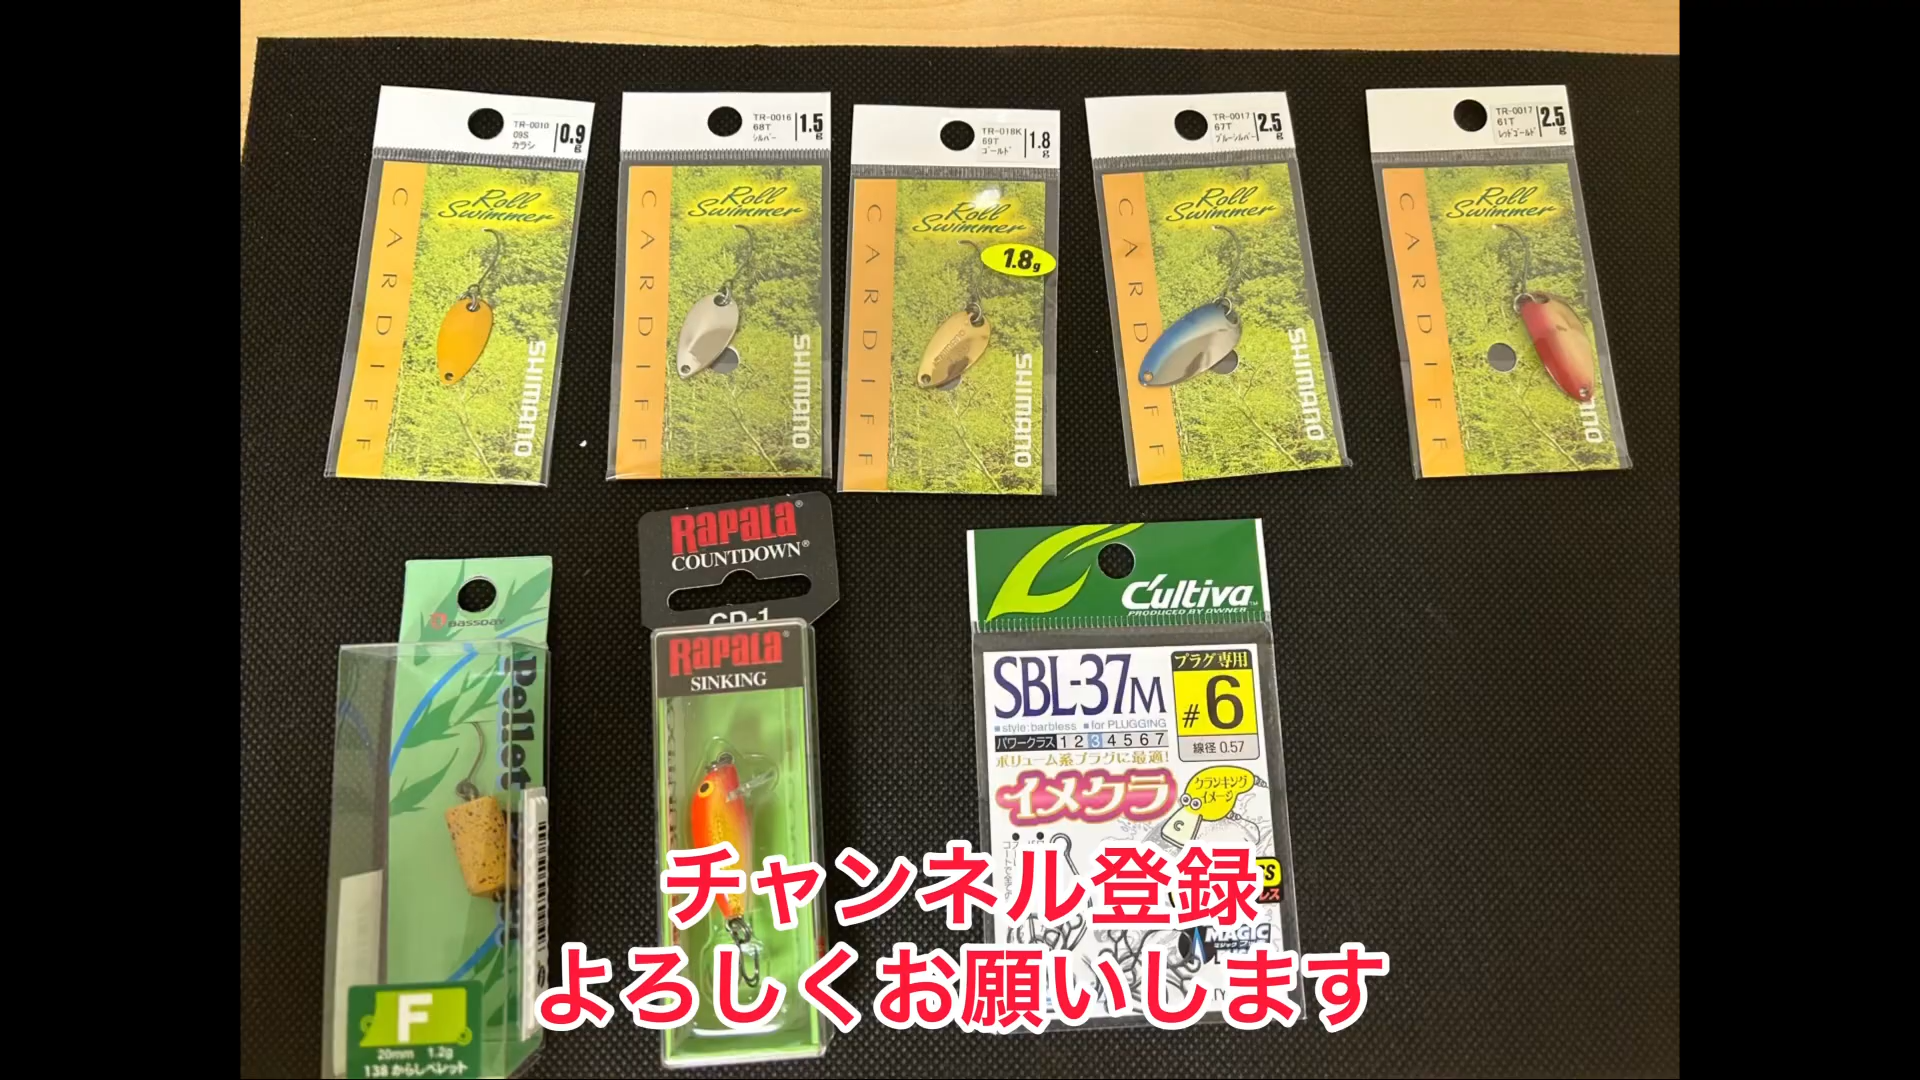 TR-0010
09S
カラシ
0.9
g
CARDIFF
Roll
Swimmer
SHIMANO
TR-0016
68T
シルバー
1.5
g
CARDIFF
Roll
Swimmer
SHIMANO
TR-018K
69T
ゴールド
1.8
g
CARDIFF
Roll
Swimmer
1.8g
SHIMANO
TR-0017
67T
ブルーシルバー
2.5
g
CARDIFF
Roll
Swimmer
SHIMANO
TR-0017
61T
レッドゴールド
2.5
g
CARDIFF
Roll
Swimmer
BASSDAY
Pellet
F
20mm 1.2g
138 からしペレット
RAPALA®
COUNTDOWN®
CD-1
RAPALA®
SINKING
C'ultiva™
PRODUCED BY OWNER
SBL-37M
■style:barbless ■for PLUGGING
プラグ専用
#6
線径 0.57
パワークラス 1 2 3 4 5 6 7
ボリューム系プラグに最適!
イメクラ
クランキング
イメージ
MAGIC
チャンネル登録
よろしくお願いします